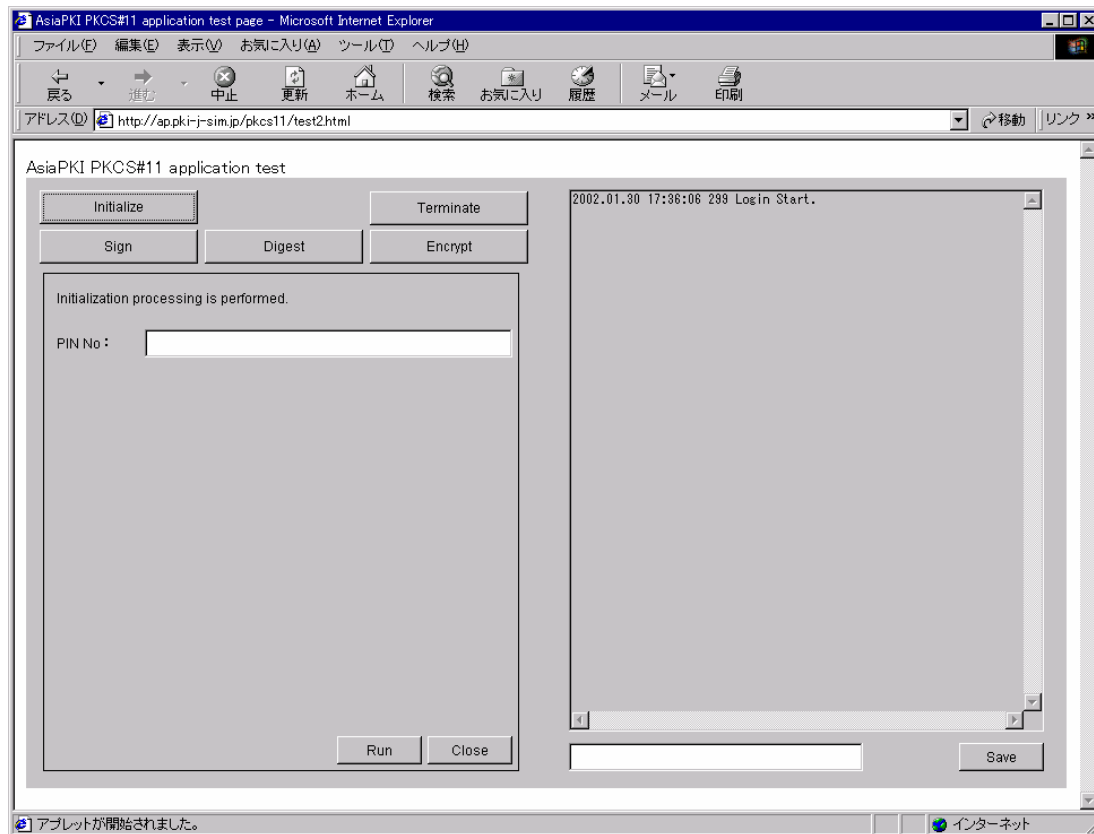 AsiaPKI PKCS#11 application test page - Microsoft Internet Explorer
ファイル(F) 編集(E) 表示(V) お気に入り(A) ツール(T) ヘルプ(H)
戻る 進む 中止 更新 ホーム 検索 お気に入り 履歴 メール 印刷
アドレス(D) http://ap.pki-j-sim.jp/pkcs11/test2.html 移動 リンク »
AsiaPKI PKCS#11 application test
Initialize Terminate
Sign Digest Encrypt
Initialization processing is performed.
PIN No：
Run Close
2002.01.30 17:36:06 299 Login Start.
Save
アプレットが開始されました。 インターネット